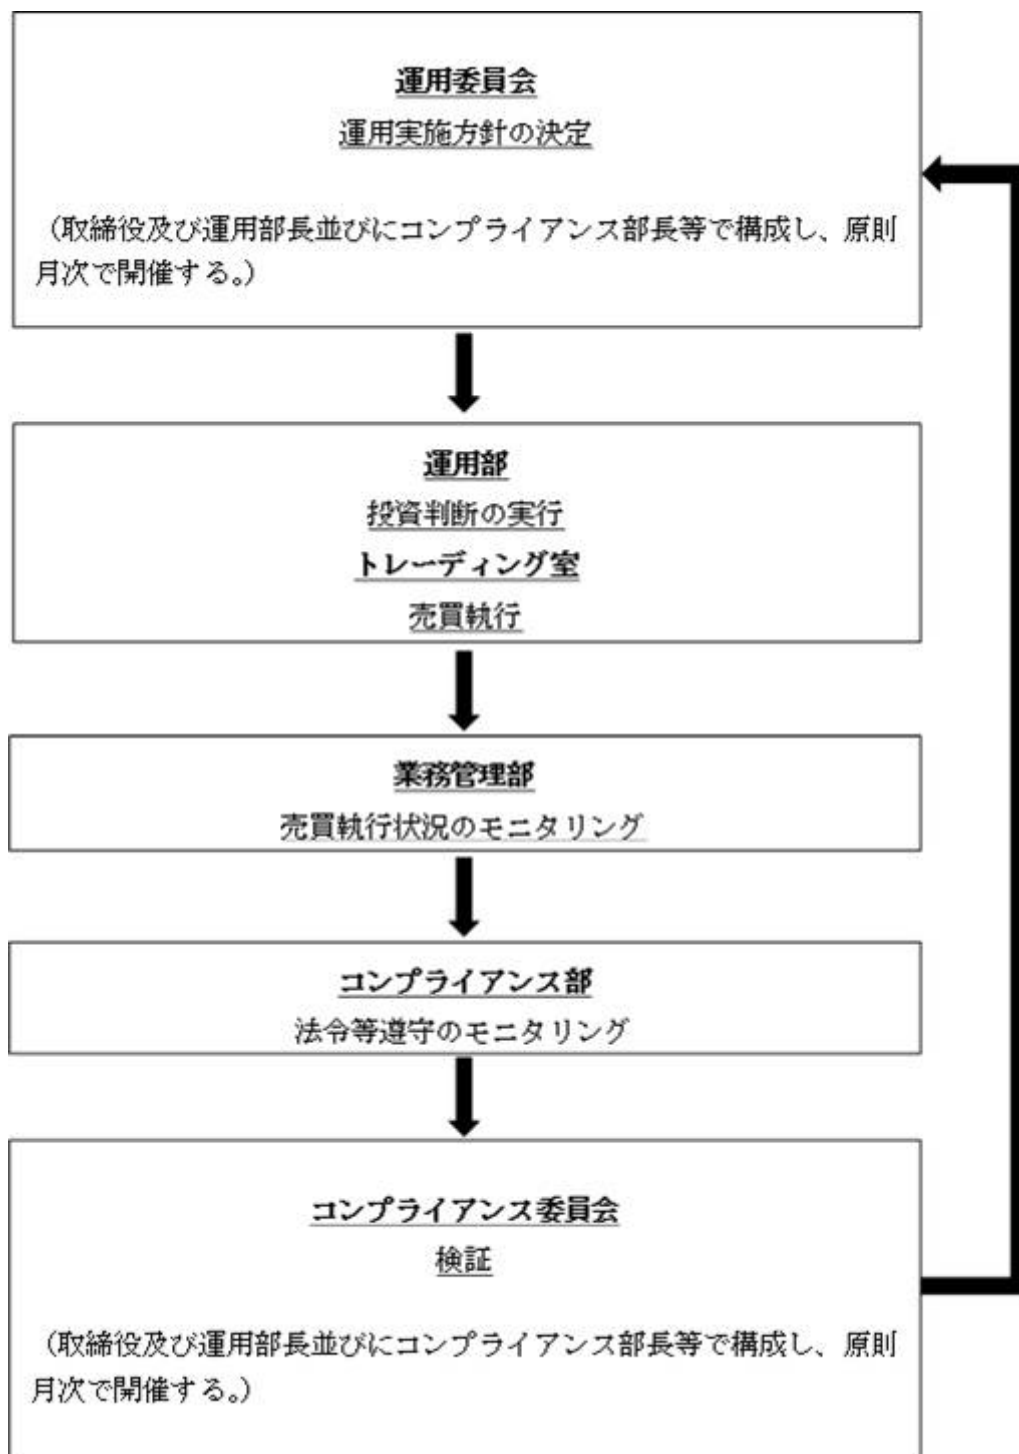 運用委員会
運用実施方針の決定
（取締役及び運用部長並びにコンプライアンス部長等で構成し、原則
月次で開催する。）
運用部
投資判断の実行
トレーディング室
売買執行
業務管理部
売買執行状況のモニタリング
コンプライアンス部
法令等遵守のモニタリング
コンプライアンス委員会
検証
（取締役及び運用部長並びにコンプライアンス部長等で構成し、原則
月次で開催する。）